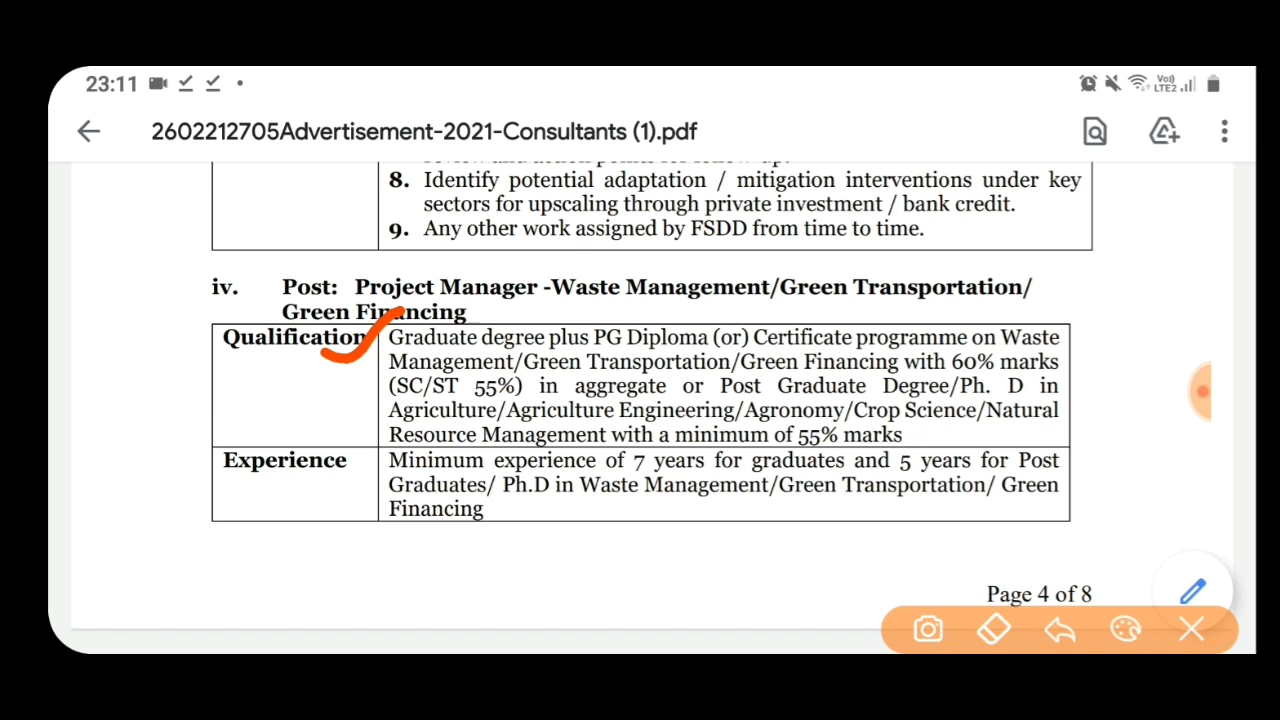 23:11
Vo))
LTE2
2602212705Advertisement-2021-Consultants (1).pdf
8. Identify potential adaptation / mitigation interventions under key
sectors for upscaling through private investment / bank credit.
9. Any other work assigned by FSDD from time to time.
iv. Post: Project Manager -Waste Management/Green Transportation/
Green Financing
Qualification Graduate degree plus PG Diploma (or) Certificate programme on Waste
Management/Green Transportation/Green Financing with 60% marks
(SC/ST 55%) in aggregate or Post Graduate Degree/Ph. D in
Agriculture/Agriculture Engineering/Agronomy/Crop Science/Natural
Resource Management with a minimum of 55% marks
Experience Minimum experience of 7 years for graduates and 5 years for Post
Graduates/ Ph.D in Waste Management/Green Transportation/ Green
Financing
Page 4 of 8